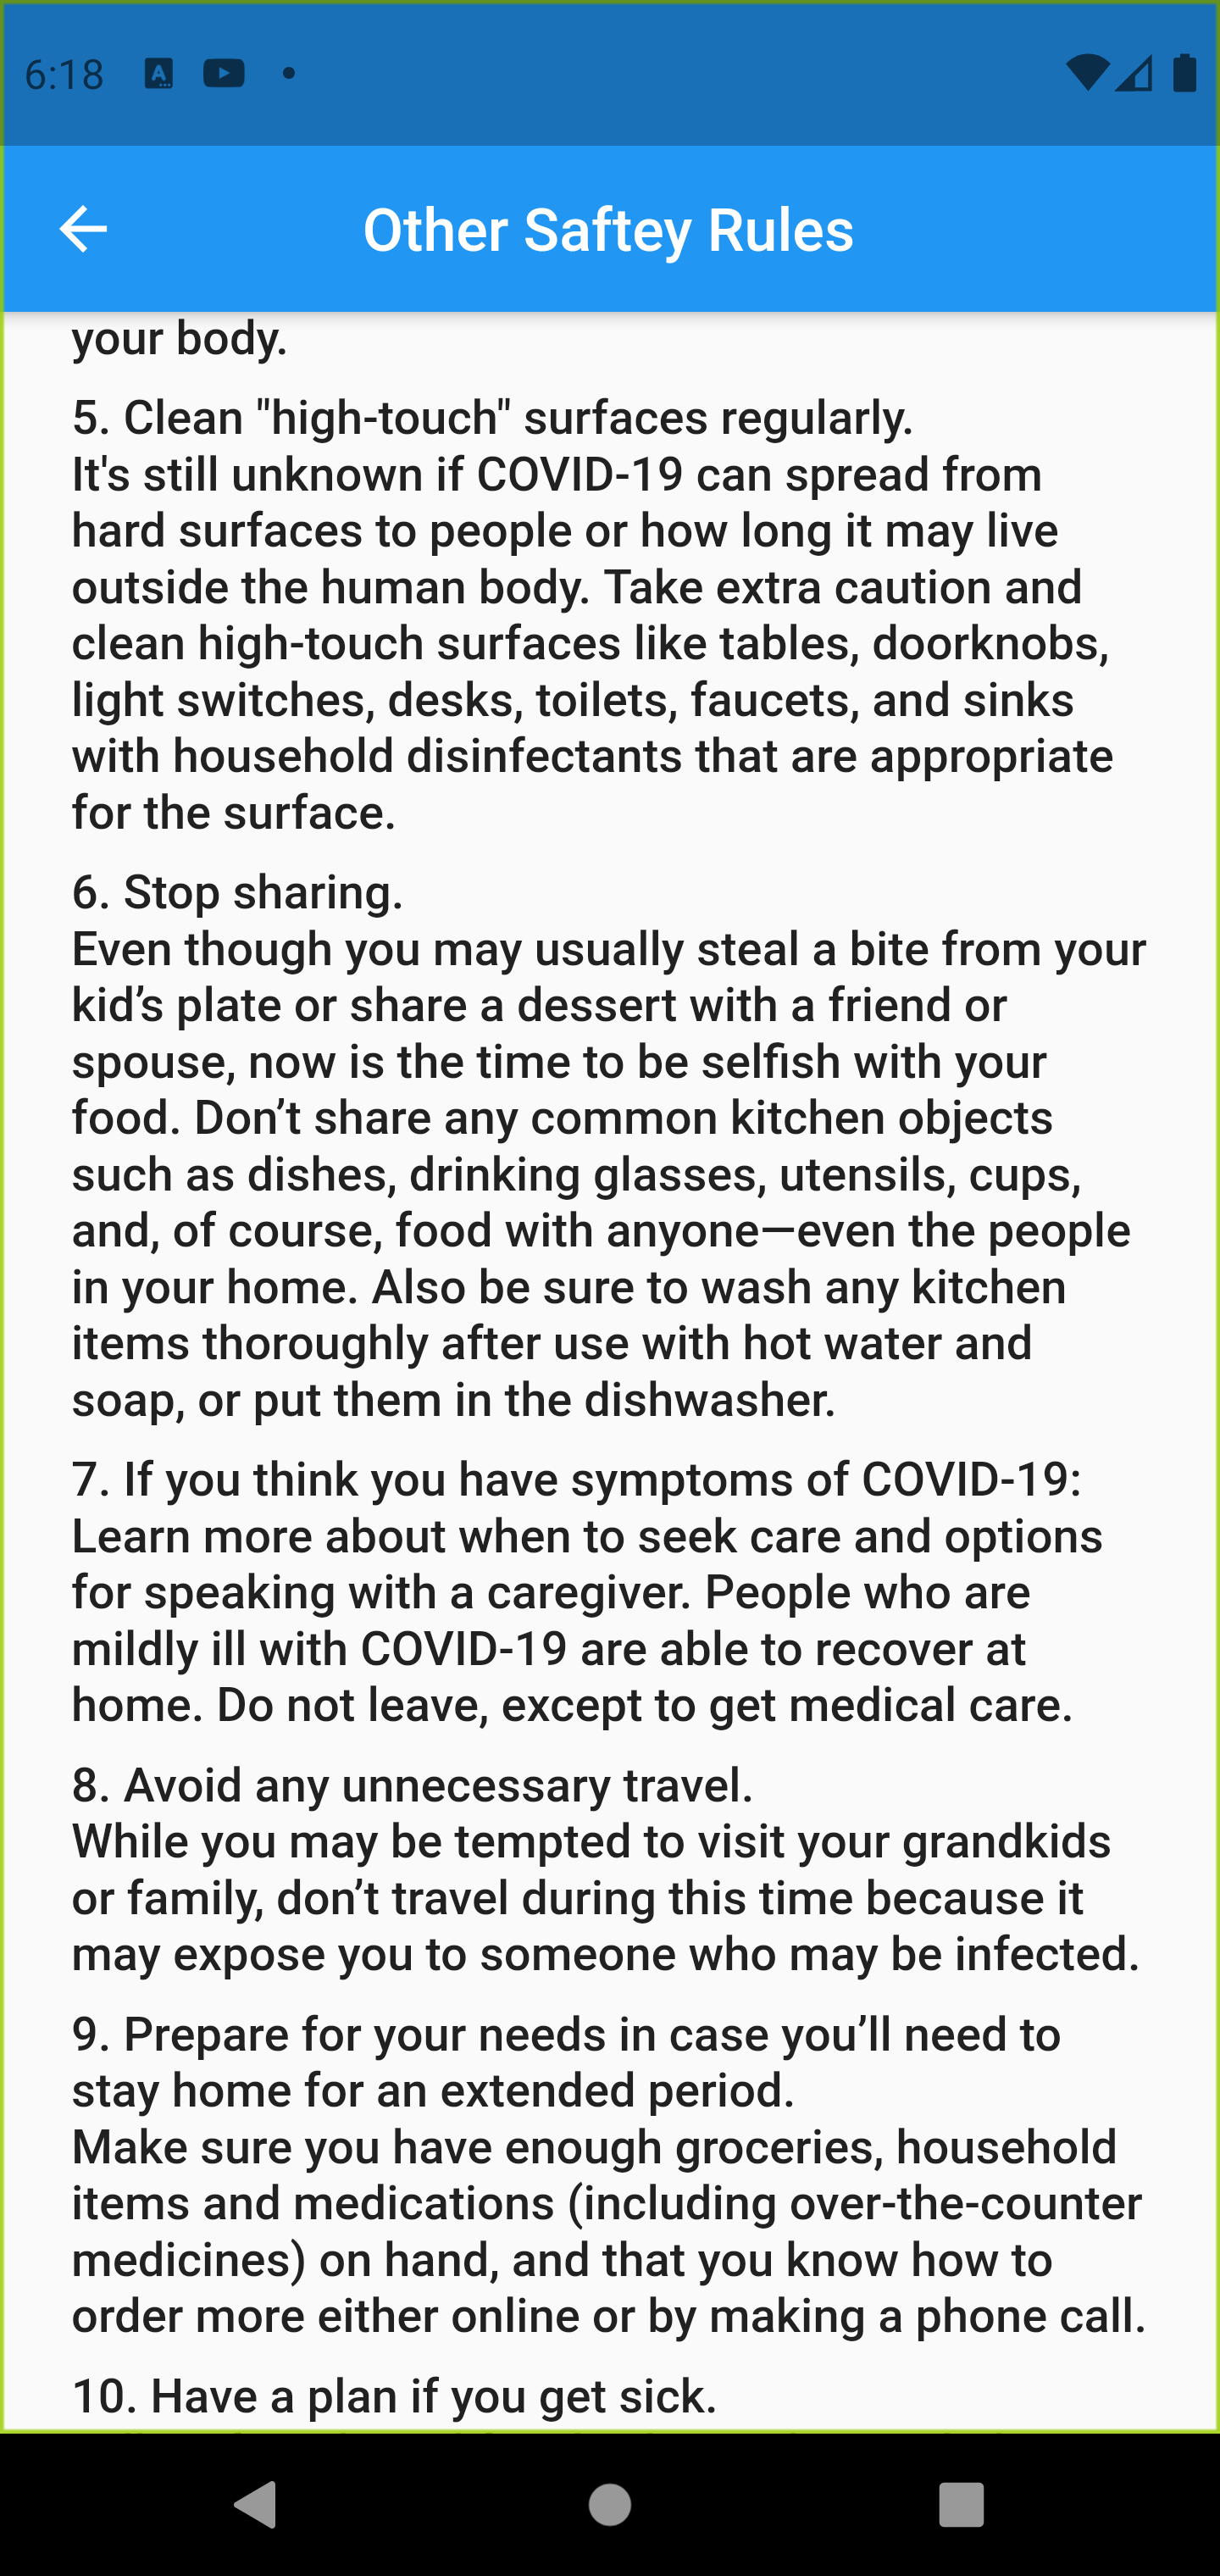 6:18
Other Saftey Rules
your body.
5. Clean "high-touch" surfaces regularly.
It's still unknown if COVID-19 can spread from
hard surfaces to people or how long it may live
outside the human body. Take extra caution and
clean high-touch surfaces like tables, doorknobs,
light switches, desks, toilets, faucets, and sinks
with household disinfectants that are appropriate
for the surface.
6. Stop sharing.
Even though you may usually steal a bite from your
kid’s plate or share a dessert with a friend or
spouse, now is the time to be selfish with your
food. Don’t share any common kitchen objects
such as dishes, drinking glasses, utensils, cups,
and, of course, food with anyone—even the people
in your home. Also be sure to wash any kitchen
items thoroughly after use with hot water and
soap, or put them in the dishwasher.
7. If you think you have symptoms of COVID-19:
Learn more about when to seek care and options
for speaking with a caregiver. People who are
mildly ill with COVID-19 are able to recover at
home. Do not leave, except to get medical care.
8. Avoid any unnecessary travel.
While you may be tempted to visit your grandkids
or family, don’t travel during this time because it
may expose you to someone who may be infected.
9. Prepare for your needs in case you’ll need to
stay home for an extended period.
Make sure you have enough groceries, household
items and medications (including over-the-counter
medicines) on hand, and that you know how to
order more either online or by making a phone call.
10. Have a plan if you get sick.